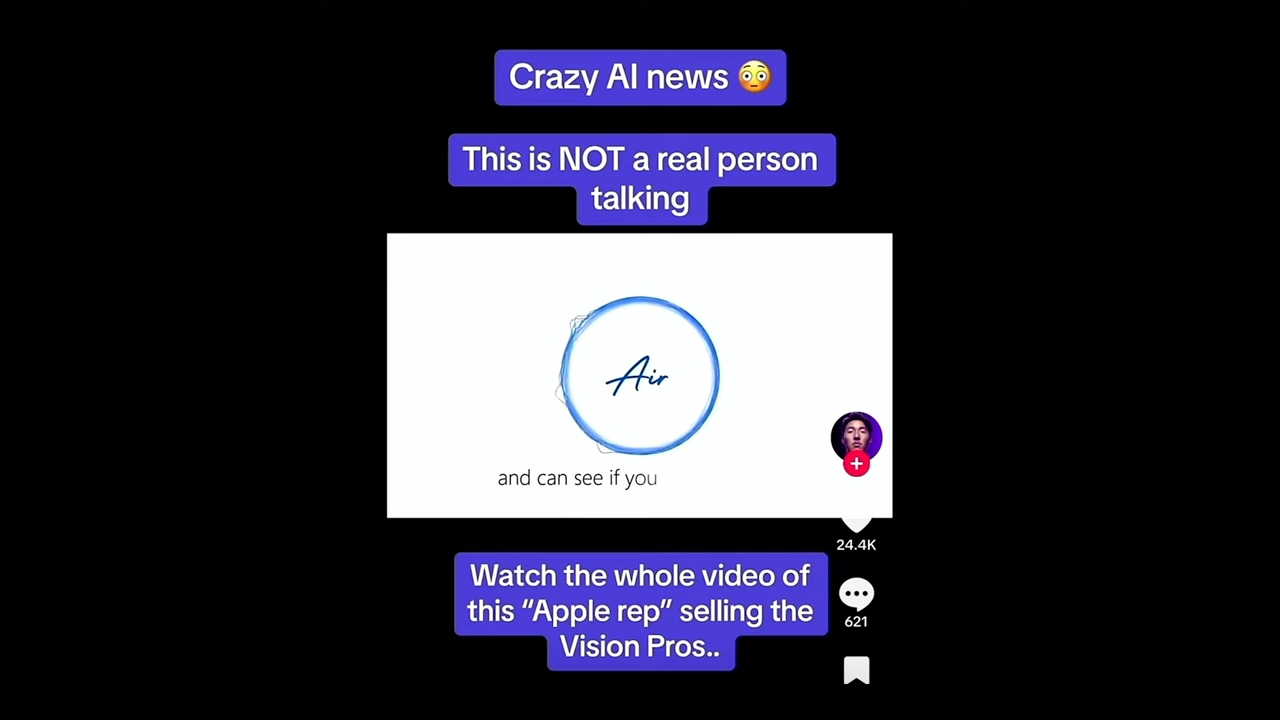 Crazy AI news 😳
This is NOT a real person
talking
Air
and can see if you
24.4K
Watch the whole video of
this “Apple rep” selling the
Vision Pros..
621